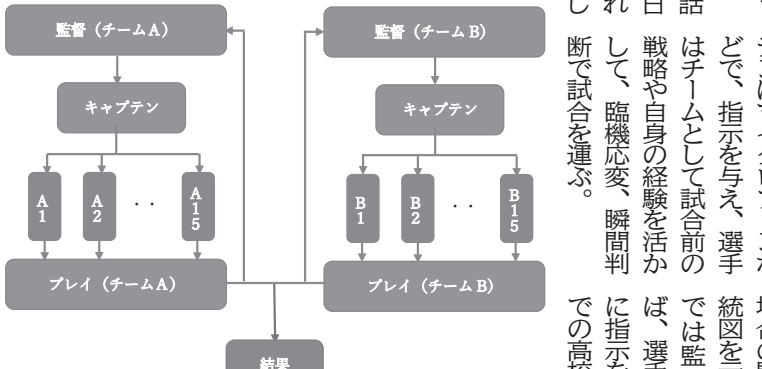 監督（チームA）
監督（チームB）
キャプテン
キャプテン
A1
A2
・・
A15
B1
B2
・・
B15
プレイ（チームA）
プレイ（チームB）
結果
どで、指示を与え、選手
はチームとして試合前の
戦略や自身の経験を活か
して、臨機応変、瞬間判
断で試合を運ぶ。
統図を
では監
ば、選手
に指示を
での高校